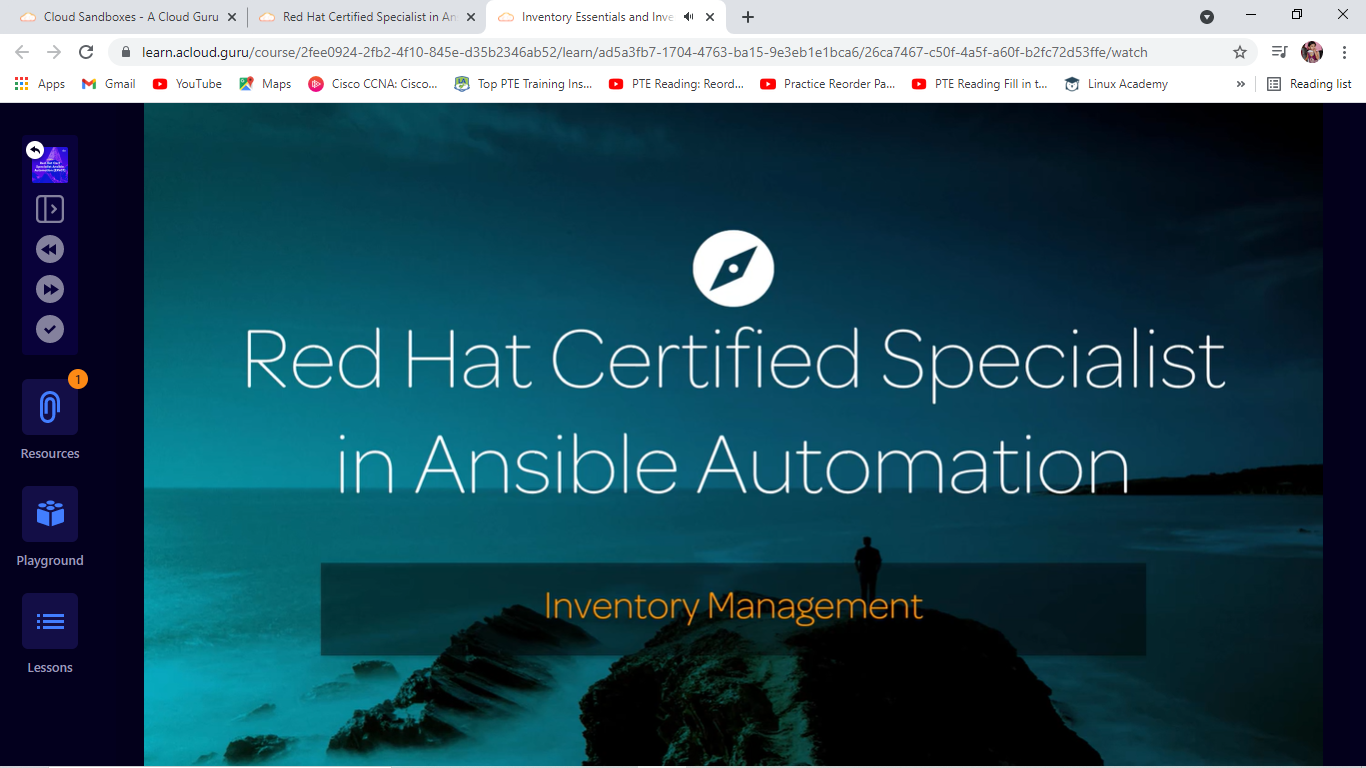 Cloud Sandboxes - A Cloud Guru
Red Hat Certified Specialist in An
Inventory Essentials and Inve
learn.acloud.guru/course/2fee0924-2fb2-4f10-845e-d35b2346ab52/learn/ad5a3fb7-1704-4763-ba15-9e3eb1e1bca6/26ca7467-c50f-4a5f-a60f-b2fc72d53ffe/watch
Apps Gmail YouTube Maps Cisco CCNA: Cisco... Top PTE Training Ins... PTE Reading: Reord... Practice Reorder Pa... PTE Reading Fill in t... Linux Academy » Reading list
1
Resources
Playground
Lessons
Red Hat Certified Specialist
in Ansible Automation
Inventory Management